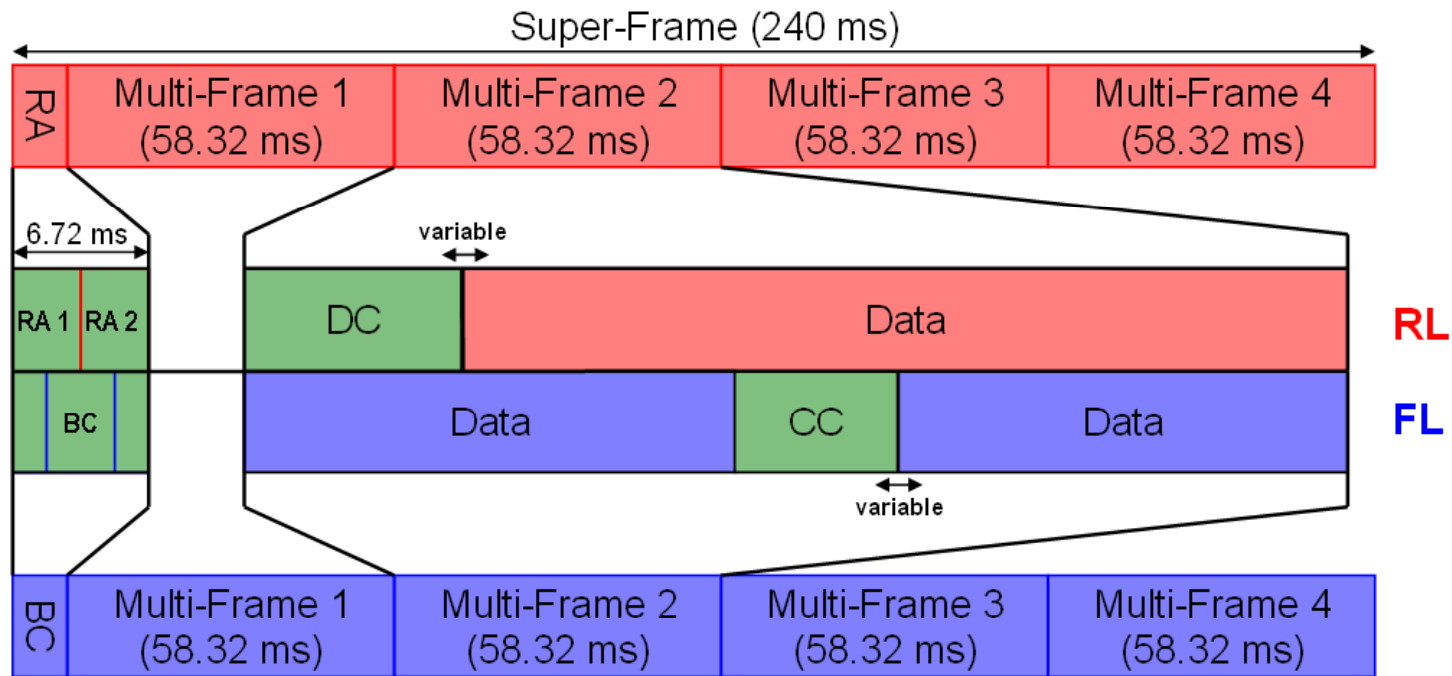 Super-Frame (240 ms)
RA
Multi-Frame 1
(58.32 ms)
Multi-Frame 2
(58.32 ms)
Multi-Frame 3
(58.32 ms)
Multi-Frame 4
(58.32 ms)
6.72 ms
variable
RA 1
RA 2
DC
Data
RL
BC
Data
CC
Data
FL
variable
BC
Multi-Frame 1
(58.32 ms)
Multi-Frame 2
(58.32 ms)
Multi-Frame 3
(58.32 ms)
Multi-Frame 4
(58.32 ms)